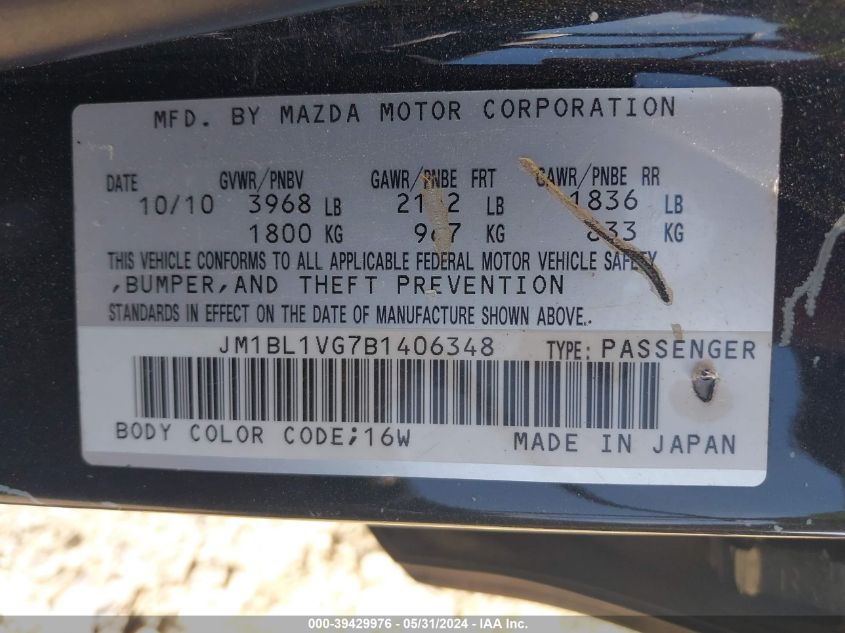 MFD. BY MAZDA MOTOR CORPORATION
DATE GVWR/PNBV GAWR/PNBE FRT GAWR/PNBE RR
10/10 3968 LB LB 1836 LB
1800 KG KG KG
THIS VEHICLE CONFORMS TO ALL APPLICABLE FEDERAL MOTOR VEHICLE SAFETY
,BUMPER,AND THEFT PREVENTION
STANDARDS IN EFFECT ON THE DATE OF MANUFACTURE SHOWN ABOVE.
JM1BL1VG7B1406348 TYPE: PASSENGER
BODY COLOR CODE;16W MADE IN JAPAN
000-39429976 - 05/31/2024 - IAA Inc.